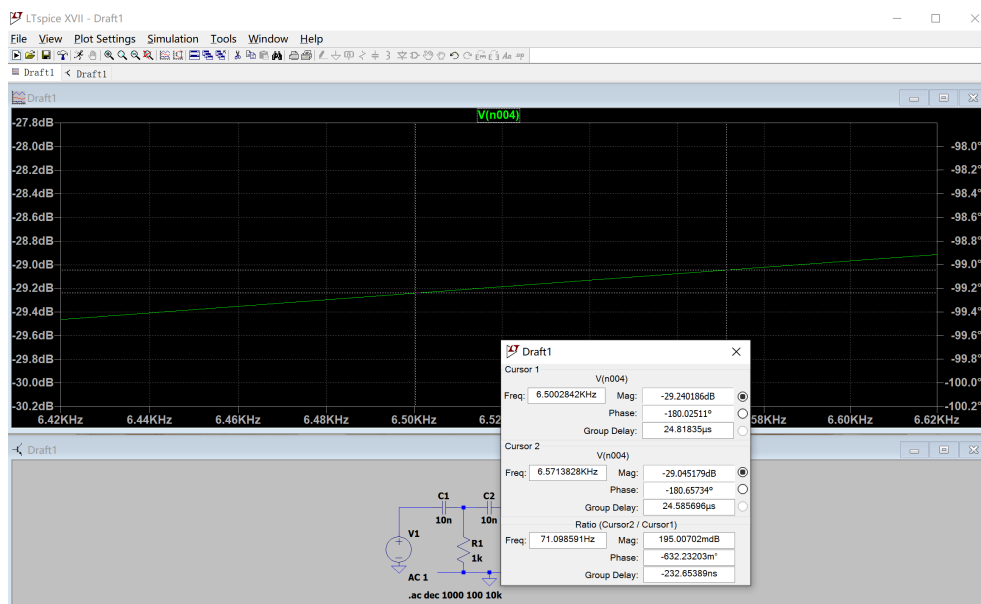 LTspice XVII - Draft1
File View Plot Settings Simulation Tools Window Help
Draft1 Draft1
Draft1
V(n004)
-27.8dB
-28.0dB -98.0°
-28.2dB -98.2°
-28.4dB -98.4°
-28.6dB -98.6°
-28.8dB -98.8°
-29.0dB -99.0°
-29.2dB -99.2°
-29.4dB -99.4°
-29.6dB -99.6°
-29.8dB -99.8°
-30.0dB -100.0°
-30.2dB -100.2°
6.42KHz 6.44KHz 6.46KHz 6.48KHz 6.50KHz 6.52 58KHz 6.60KHz 6.62KHz
Draft1
Cursor 1
V(n004)
Freq: 6.5002842KHz Mag: -29.240186dB
Phase: -180.02511°
Group Delay: 24.81835µs
Cursor 2
V(n004)
Freq: 6.5713828KHz Mag: -29.045179dB
Phase: -180.65734°
Group Delay: 24.585696µs
Ratio (Cursor2 / Cursor1)
Freq: 71.098591Hz Mag: 195.00702mdB
Phase: -632.23203m°
Group Delay: -232.65389ns
Draft1
C1 C2
10n 10n
V1
R1
1k
AC 1
.ac dec 1000 100 10k